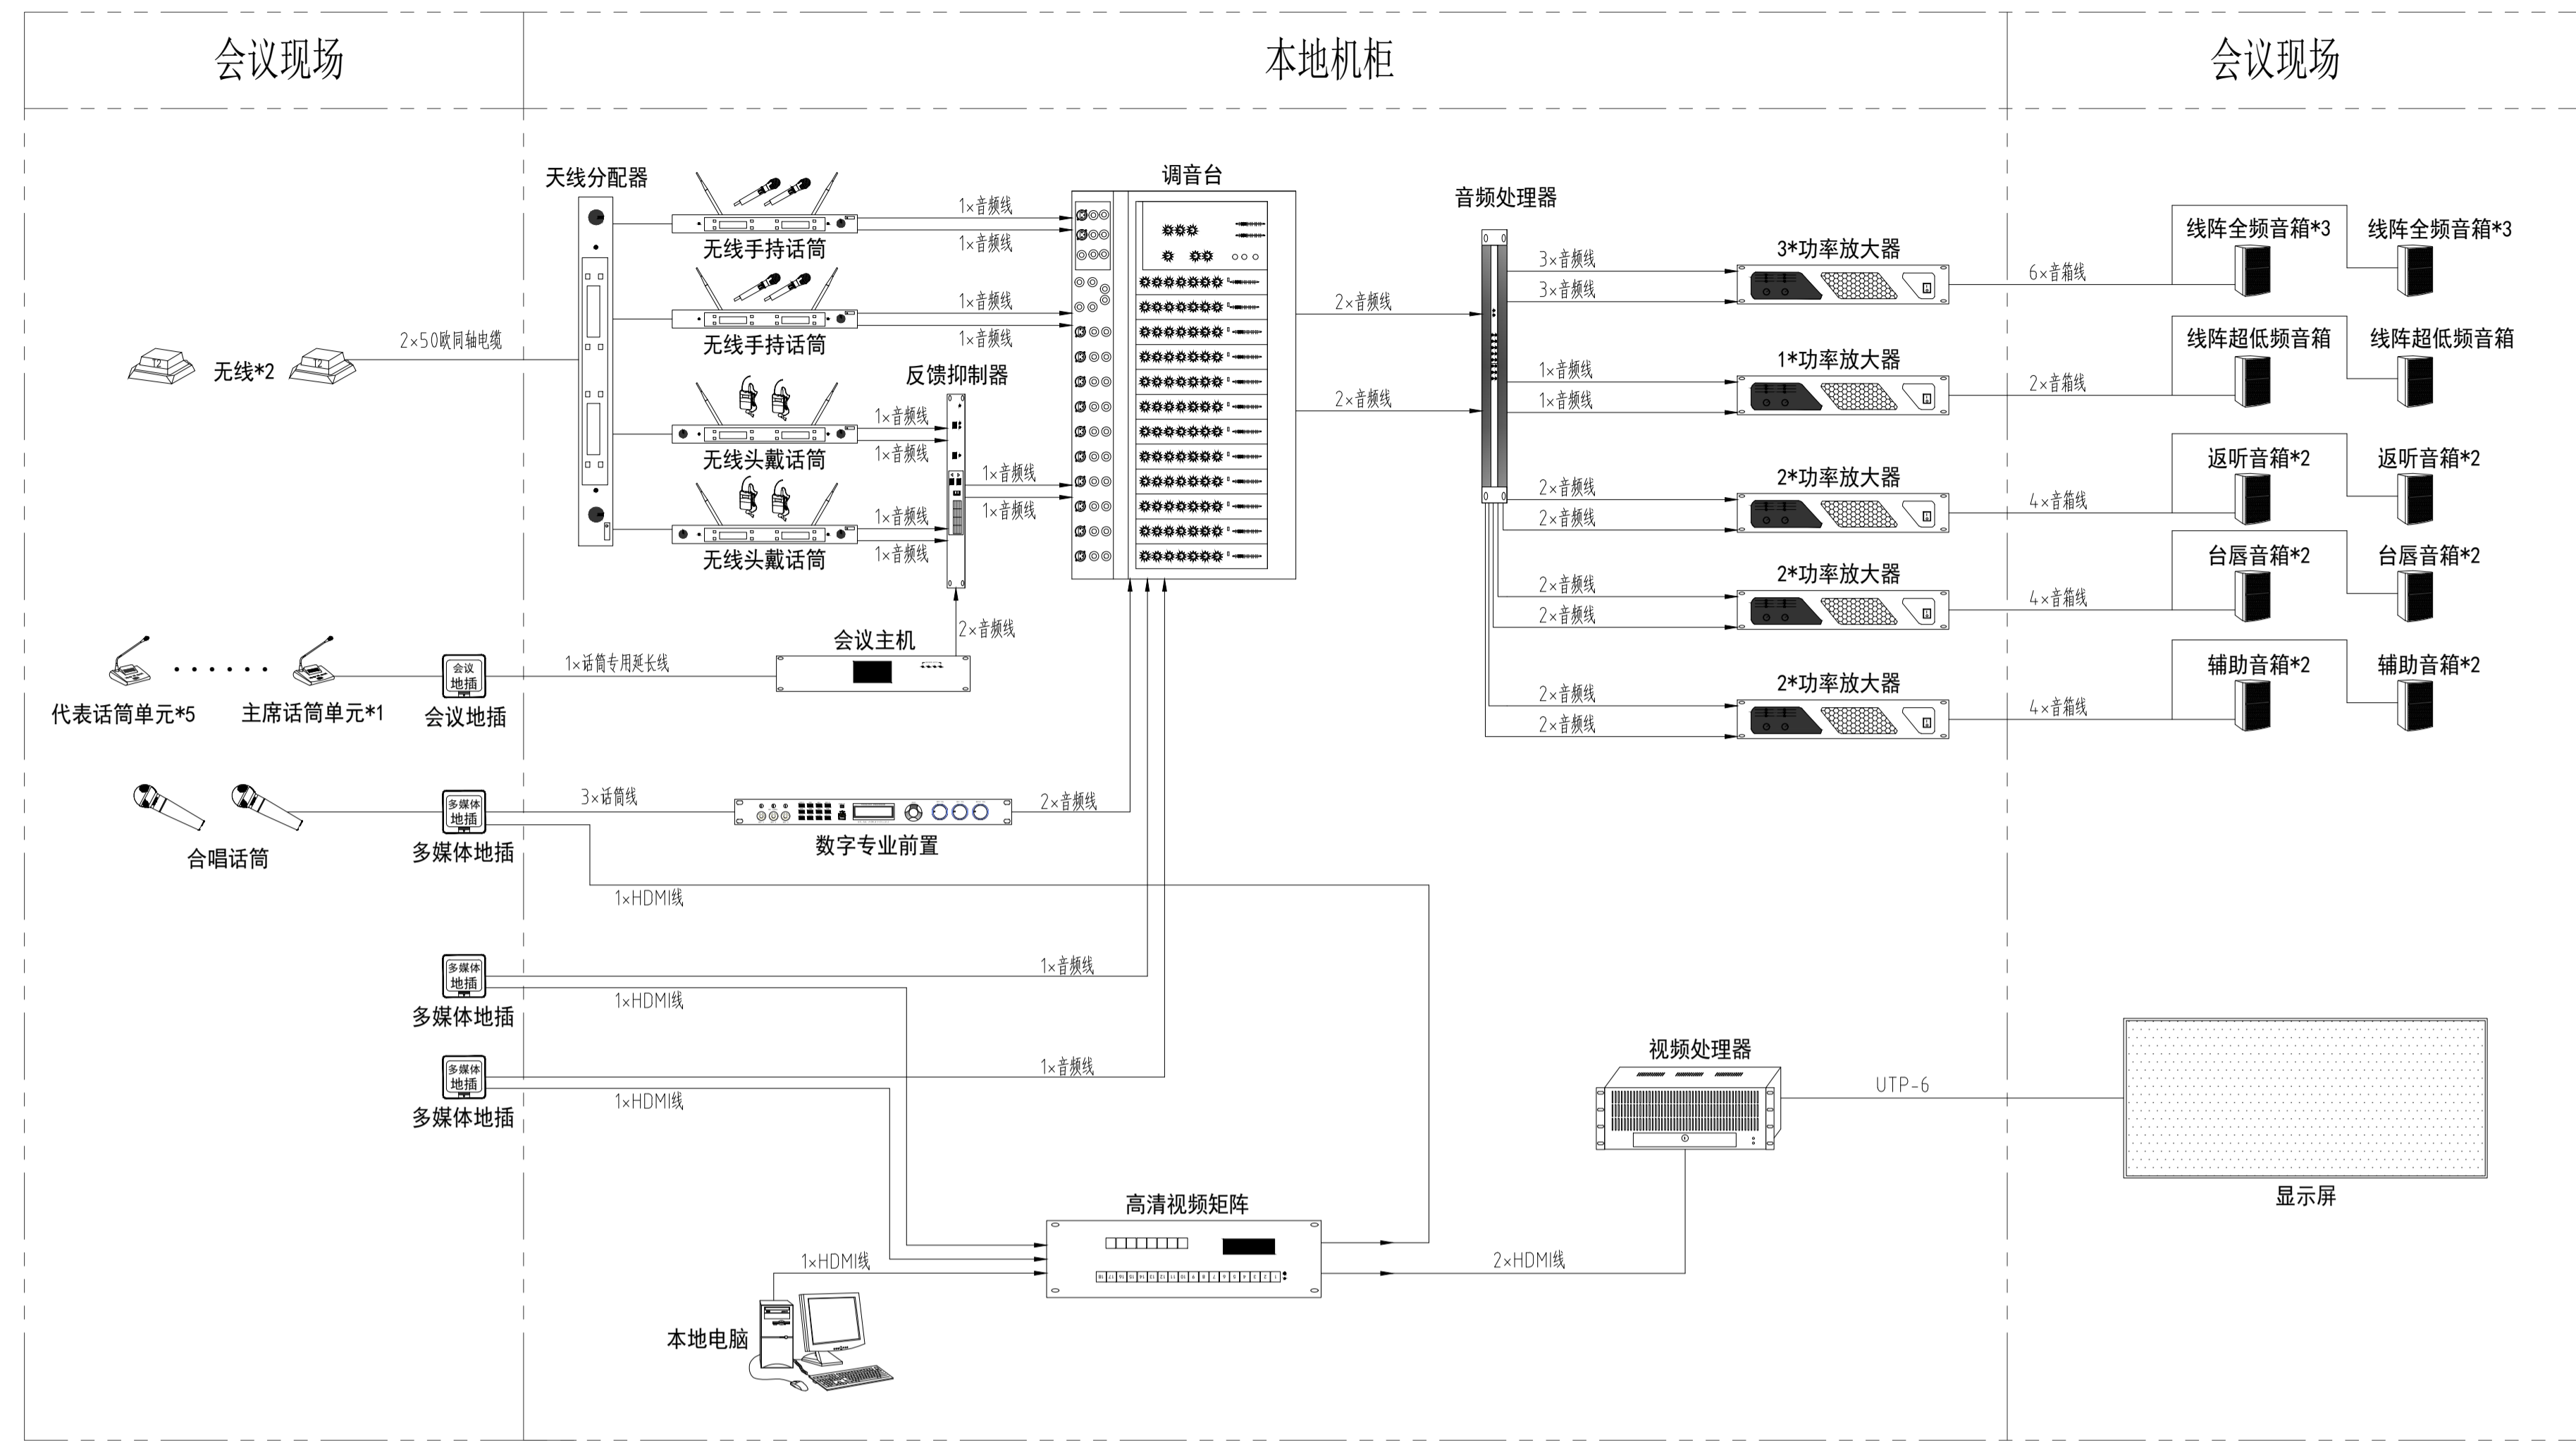 会议现场
本地机柜
会议现场
天线分配器
调音台
音频处理器
无线手持话筒
1×音频线
1×音频线
3*功率放大器
3×音频线
3×音频线
6×音箱线
线阵全频音箱*3
线阵全频音箱*3
无线手持话筒
1×音频线
1×音频线
2×音频线
2×50欧同轴电缆
无线*2
12
12
反馈抑制器
1*功率放大器
1×音频线
1×音频线
2×音箱线
线阵超低频音箱
线阵超低频音箱
2×音频线
无线头戴话筒
1×音频线
1×音频线
1×音频线
1×音频线
2*功率放大器
2×音频线
2×音频线
4×音箱线
返听音箱*2
返听音箱*2
无线头戴话筒
1×音频线
1×音频线
2*功率放大器
2×音频线
2×音频线
4×音箱线
台唇音箱*2
台唇音箱*2
会议主机
2×音频线
1×话筒专用延长线
代表话筒单元*5
主席话筒单元*1
会议
地插
会议地插
2*功率放大器
2×音频线
2×音频线
4×音箱线
辅助音箱*2
辅助音箱*2
合唱话筒
多媒体
地插
多媒体地插
3×话筒线
数字专业前置
2×音频线
1×HDMI线
多媒体
地插
多媒体地插
1×音频线
1×HDMI线
多媒体
地插
多媒体地插
1×音频线
1×HDMI线
视频处理器
UTP-6
显示屏
高清视频矩阵
18 17 16 15 14 13 12 11 10 9 8 7 6 5 4 3 2 1
1×HDMI线
2×HDMI线
本地电脑